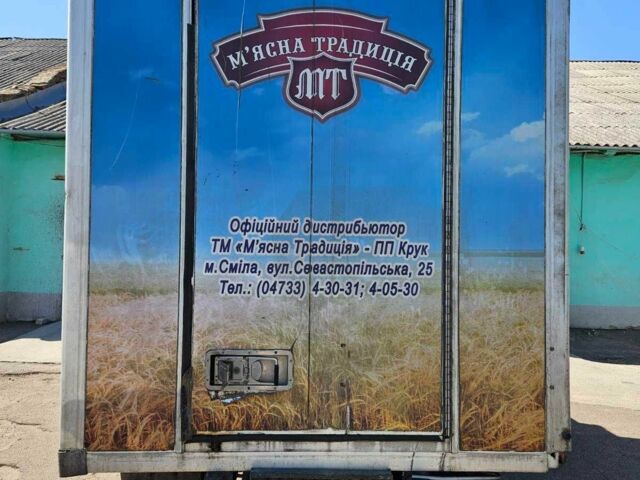 М'ЯСНА ТРАДИЦІЯ
МТ
Офіційний дистрибьютор
ТМ «М'ясна Традиція» - ПП Крук
м.Сміла, вул.Севастопільська, 25
Тел.: (04733) 4-30-31; 4-05-30